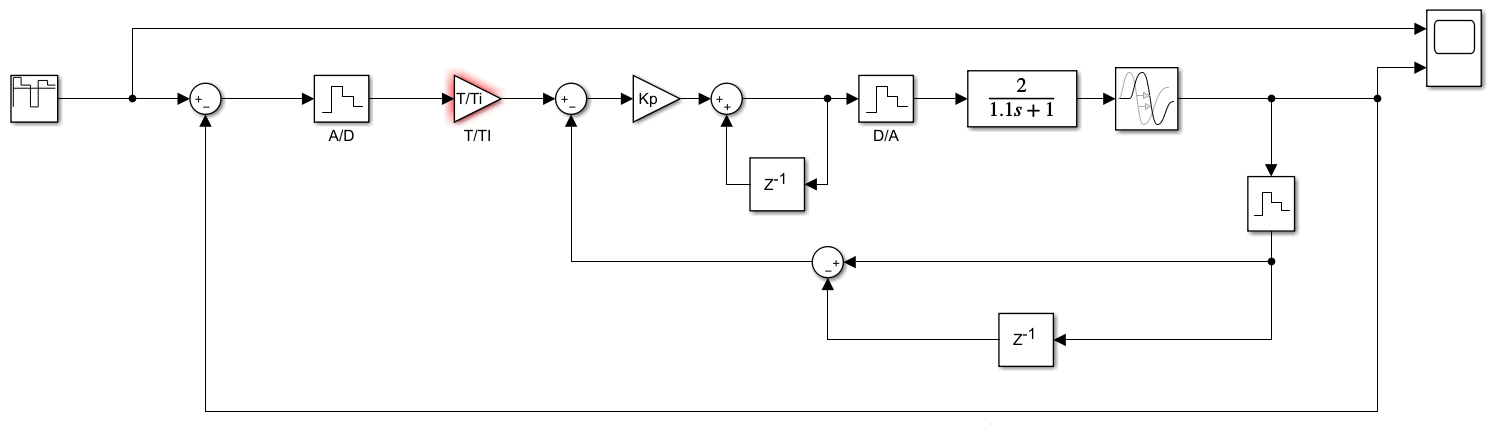 +
−
A/D
T/Ti
T/TI
+
−
Kp
+
+
D/A
2
1.1s + 1
Z-1
+
−
Z-1